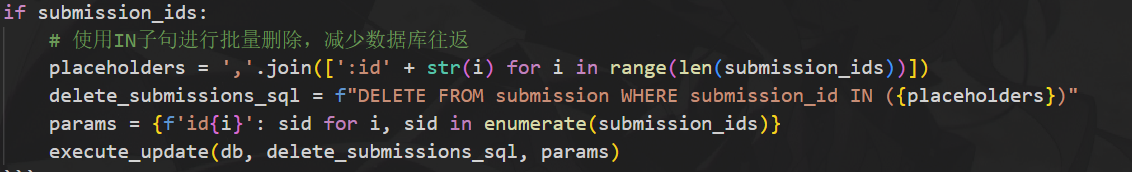 if submission_ids:
    # 使用IN子句进行批量删除，减少数据库往返
    placeholders = ','.join([':id' + str(i) for i in range(len(submission_ids))])
    delete_submissions_sql = f"DELETE FROM submission WHERE submission_id IN ({placeholders})"
    params = {f'id{i}': sid for i, sid in enumerate(submission_ids)}
    execute_update(db, delete_submissions_sql, params)